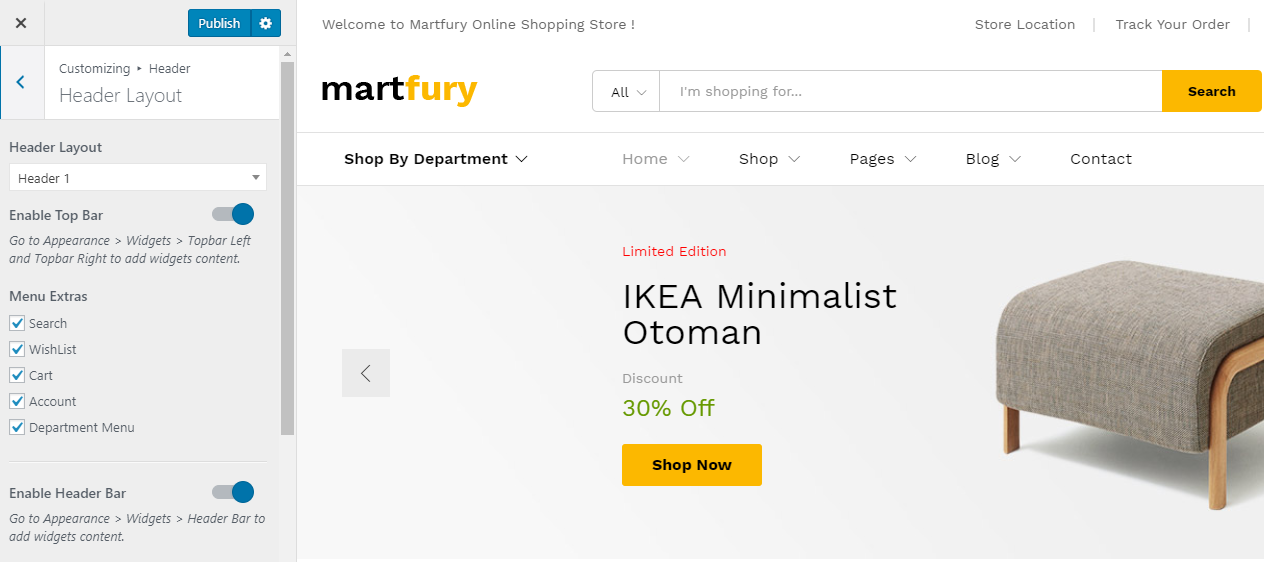 Publish
Customizing ▸ Header
Header Layout
Header Layout
Header 1
Enable Top Bar
Go to Appearance > Widgets > Topbar Left
and Topbar Right to add widgets content.
Menu Extras
Search
WishList
Cart
Account
Department Menu
Enable Header Bar
Go to Appearance > Widgets > Header Bar to
add widgets content.
Welcome to Martfury Online Shopping Store !
Store Location | Track Your Order |
martfury
All I'm shopping for... Search
Shop By Department Home Shop Pages Blog Contact
Limited Edition
IKEA Minimalist
Otoman
Discount
30% Off
Shop Now